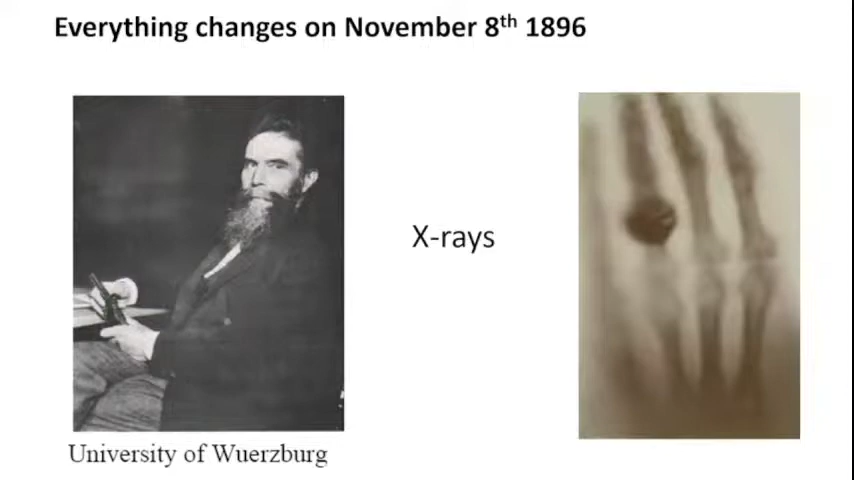 Everything changes on November 8th 1896
X-rays
University of Wuerzburg